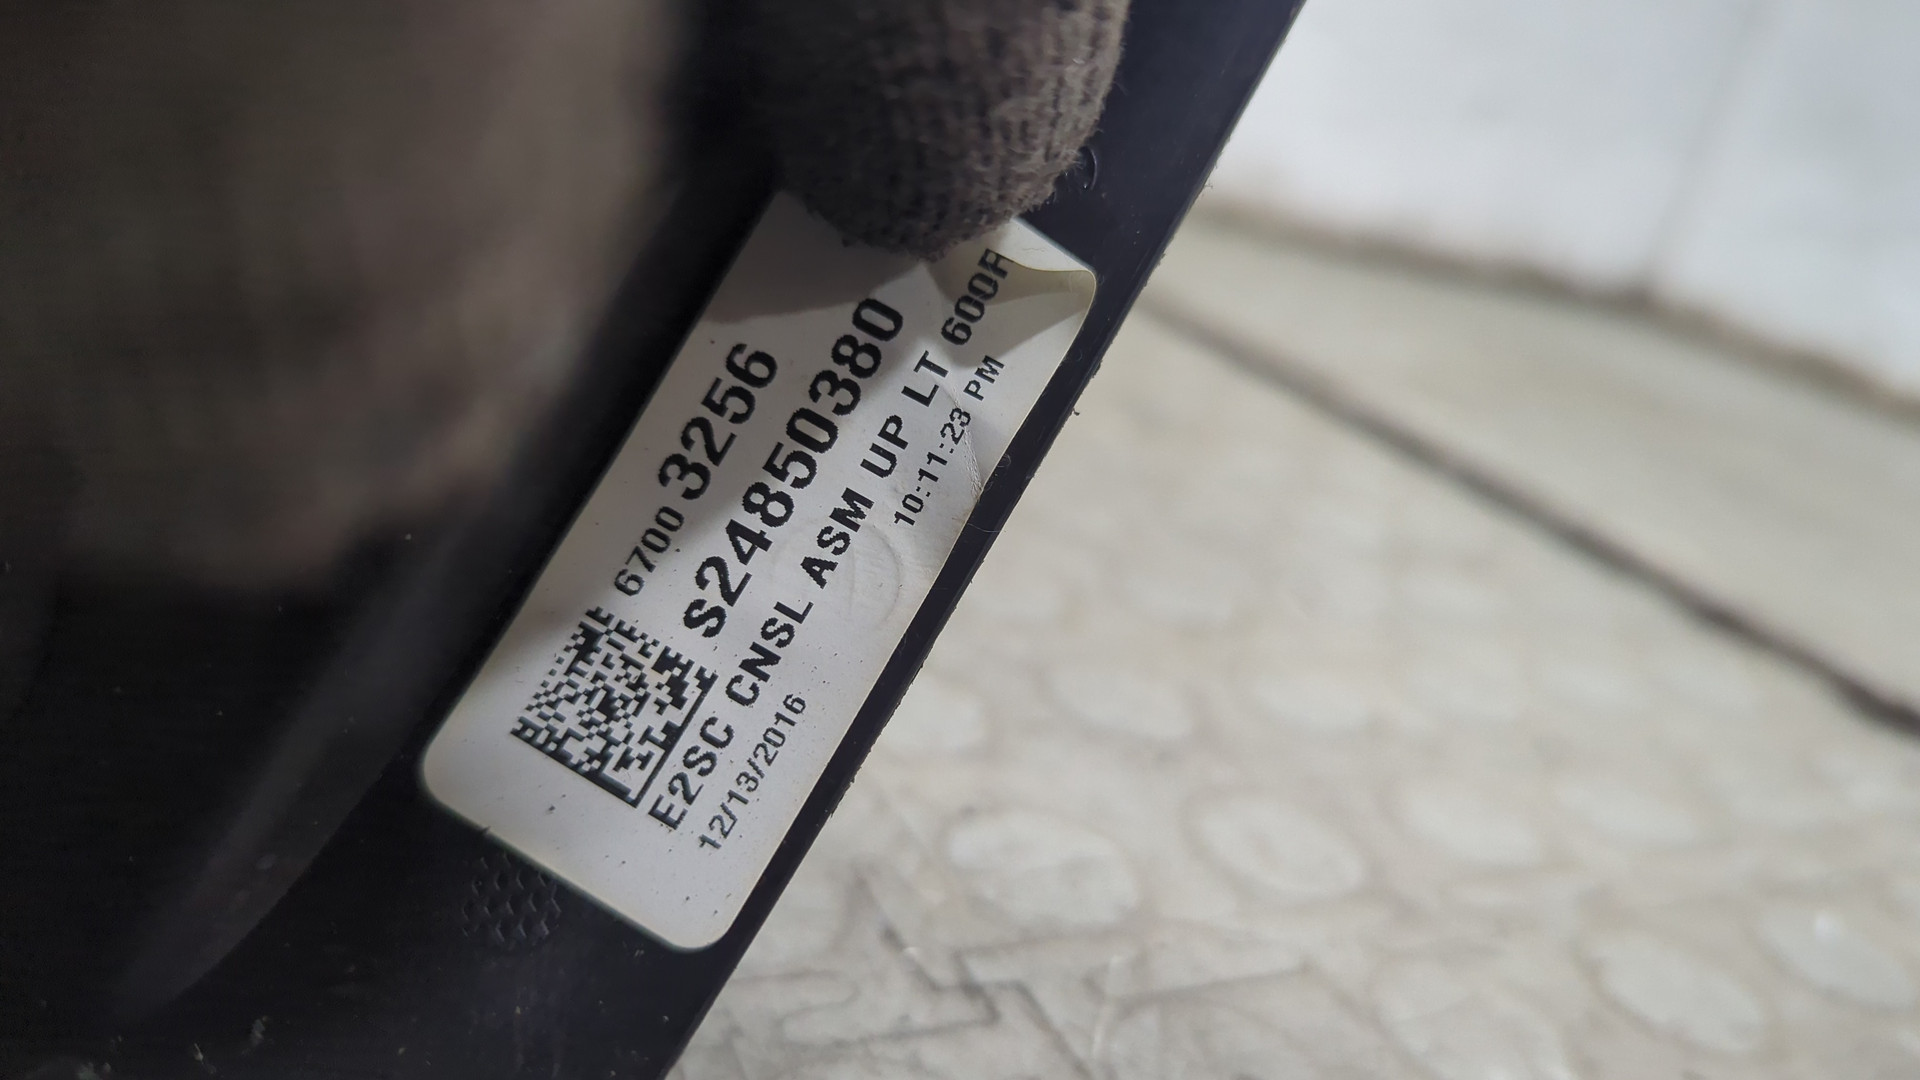 6700 3256
S24850380
E2SC CNSL ASM UP LT 600F
12/13/2016 10:11:23 PM